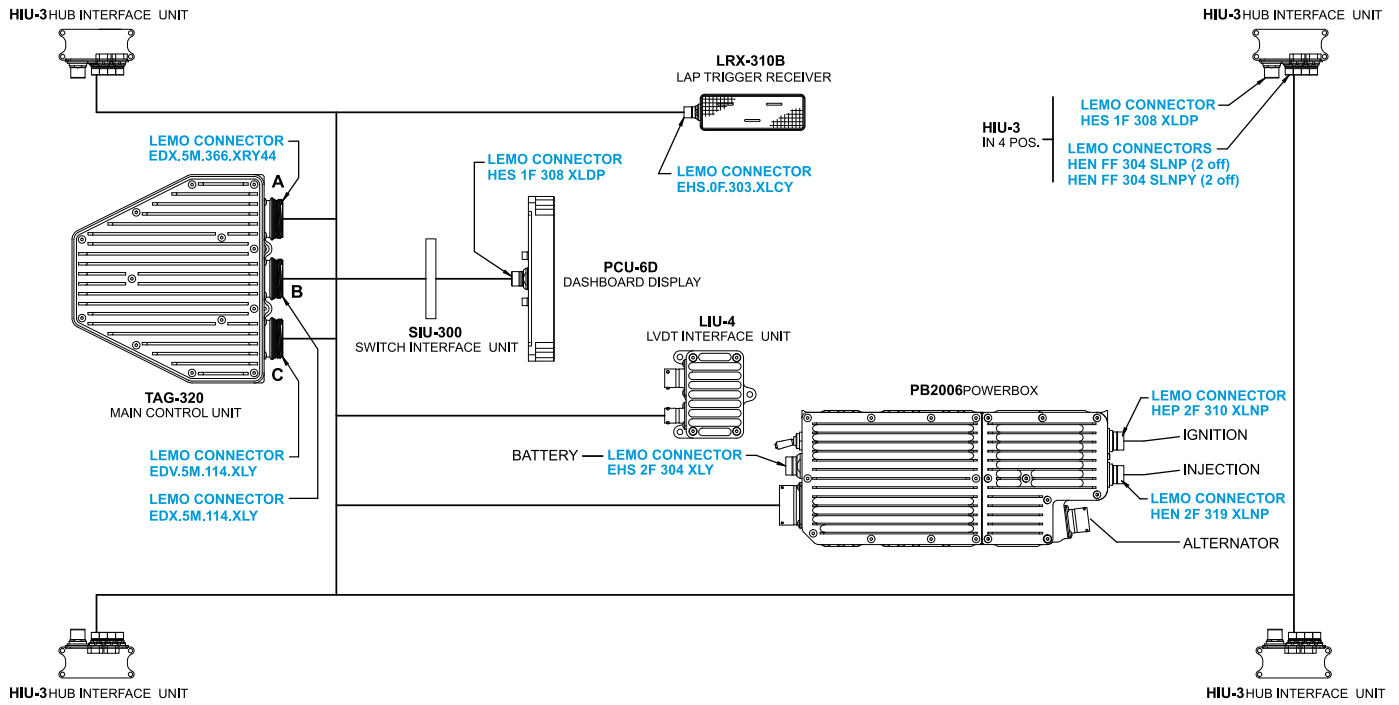 HIU-3 HUB INTERFACE UNIT
HIU-3 HUB INTERFACE UNIT
LRX-310B
LAP TRIGGER RECEIVER
LEMO CONNECTOR
HES 1F 308 XLDP
HIU-3
IN 4 POS.
LEMO CONNECTORS
HEN FF 304 SLNP (2 off)
HEN FF 304 SLNPY (2 off)
LEMO CONNECTOR
EDX.5M.366.XRY44
LEMO CONNECTOR
HES 1F 308 XLDP
LEMO CONNECTOR
EHS.0F.303.XLCY
A
B
C
PCU-6D
DASHBOARD DISPLAY
SIU-300
SWITCH INTERFACE UNIT
LIU-4
LVDT INTERFACE UNIT
TAG-320
MAIN CONTROL UNIT
PB2006 POWERBOX
LEMO CONNECTOR
HEP 2F 310 XLNP
IGNITION
LEMO CONNECTOR
EDV.5M.114.XLY
BATTERY
LEMO CONNECTOR
EHS 2F 304 XLY
INJECTION
LEMO CONNECTOR
EDX.5M.114.XLY
LEMO CONNECTOR
HEN 2F 319 XLNP
ALTERNATOR
HIU-3 HUB INTERFACE UNIT
HIU-3 HUB INTERFACE UNIT